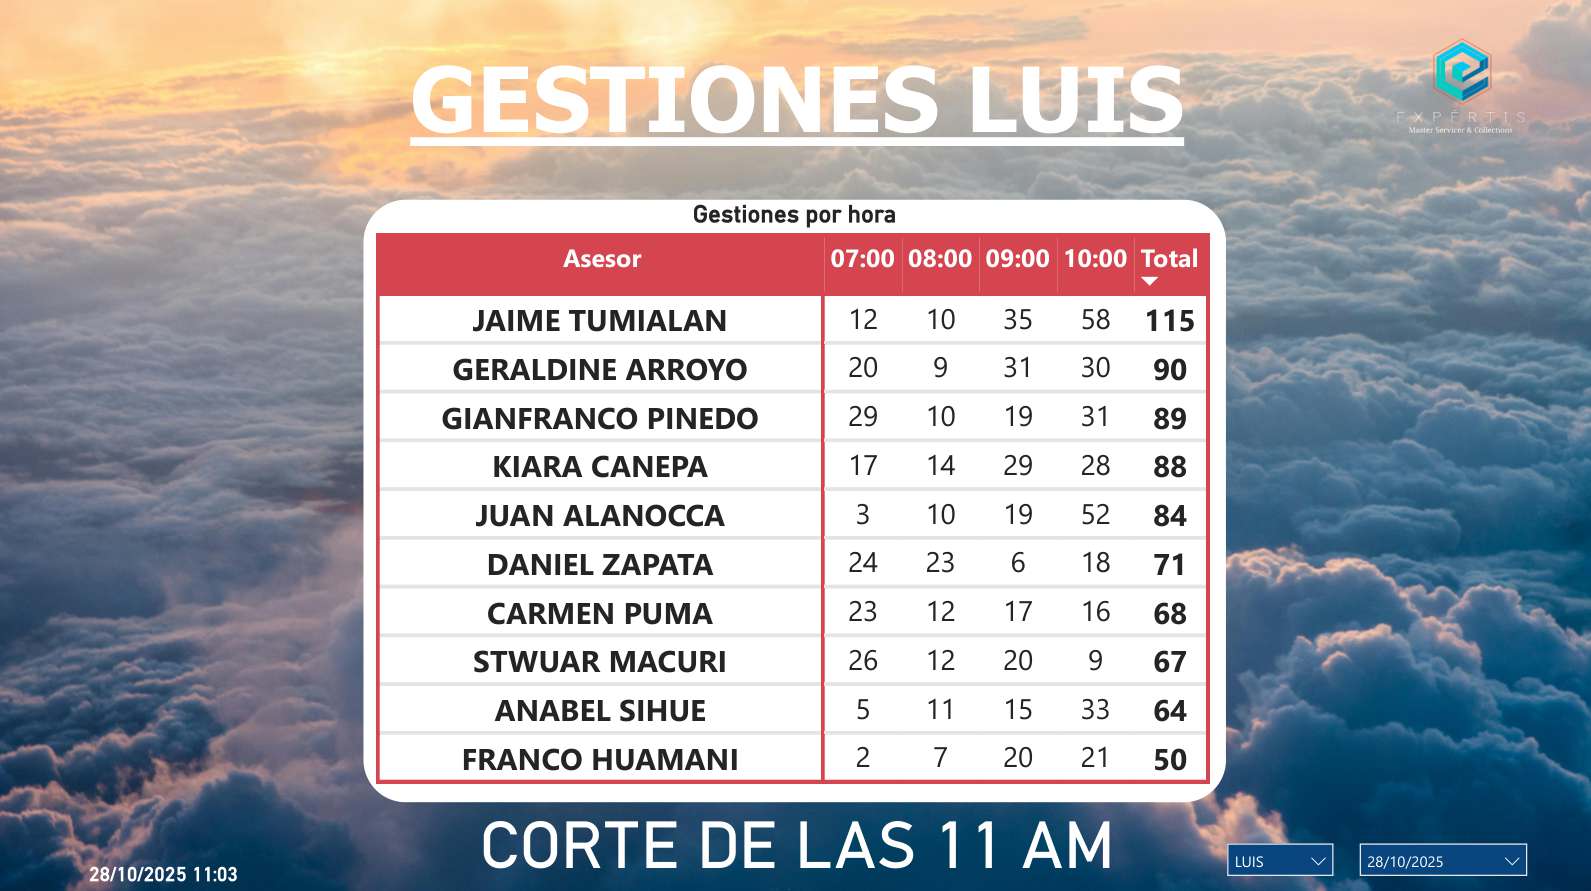 GESTIONES LUIS
EXPERTIS
Master Servicer & Collections
Gestiones por hora
Asesor 07:00 08:00 09:00 10:00 Total
JAIME TUMIALAN 12 10 35 58 115
GERALDINE ARROYO 20 9 31 30 90
GIANFRANCO PINEDO 29 10 19 31 89
KIARA CANEPA 17 14 29 28 88
JUAN ALANOCCA 3 10 19 52 84
DANIEL ZAPATA 24 23 6 18 71
CARMEN PUMA 23 12 17 16 68
STWUAR MACURI 26 12 20 9 67
ANABEL SIHUE 5 11 15 33 64
FRANCO HUAMANI 2 7 20 21 50
CORTE DE LAS 11 AM
28/10/2025 11:03
LUIS
28/10/2025